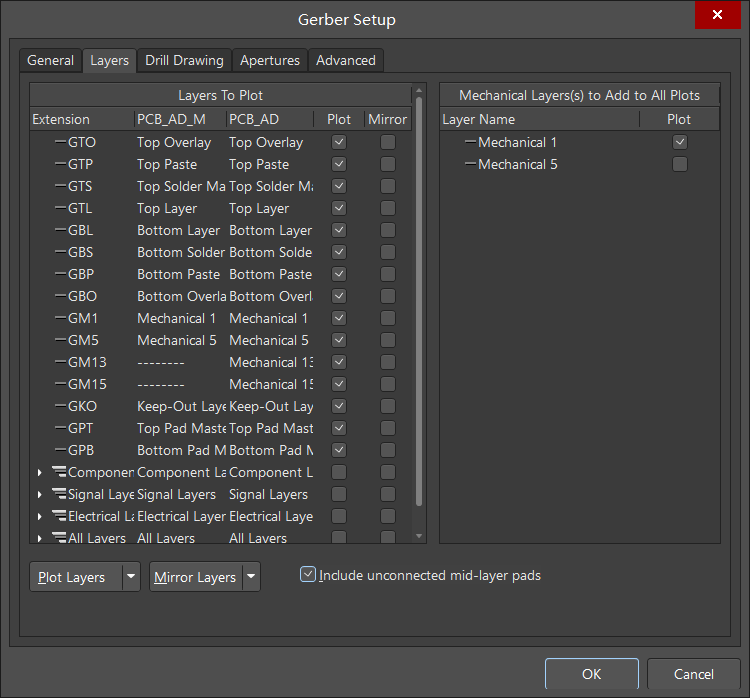 Gerber Setup
General Layers Drill Drawing Apertures Advanced
Layers To Plot
Extension PCB_AD_M PCB_AD Plot Mirror
GTO Top Overlay Top Overlay
GTP Top Paste Top Paste
GTS Top Solder Ma Top Solder Ma
GTL Top Layer Top Layer
GBL Bottom Layer Bottom Layer
GBS Bottom Solder Bottom Solde
GBP Bottom Paste Bottom Paste
GBO Bottom Overla Bottom Overl
GM1 Mechanical 1 Mechanical 1
GM5 Mechanical 5 Mechanical 5
GM13 -------- Mechanical 13
GM15 -------- Mechanical 15
GKO Keep-Out Laye Keep-Out Lay
GPT Top Pad Maste Top Pad Mast
GPB Bottom Pad M Bottom Pad M
Componen Component La Component L
Signal Laye Signal Layers Signal Layers
Electrical La Electrical Layer Electrical Laye
All Layers All Layers All Layers
Mechanical Layers(s) to Add to All Plots
Layer Name Plot
Mechanical 1
Mechanical 5
Plot Layers Mirror Layers Include unconnected mid-layer pads
OK Cancel